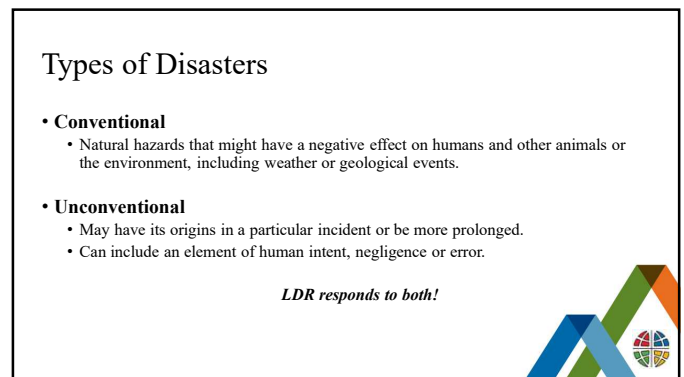 Types of Disasters
• Conventional
• Natural hazards that might have a negative effect on humans and other animals or
the environment, including weather or geological events.
• Unconventional
• May have its origins in a particular incident or be more prolonged.
• Can include an element of human intent, negligence or error.
LDR responds to both!